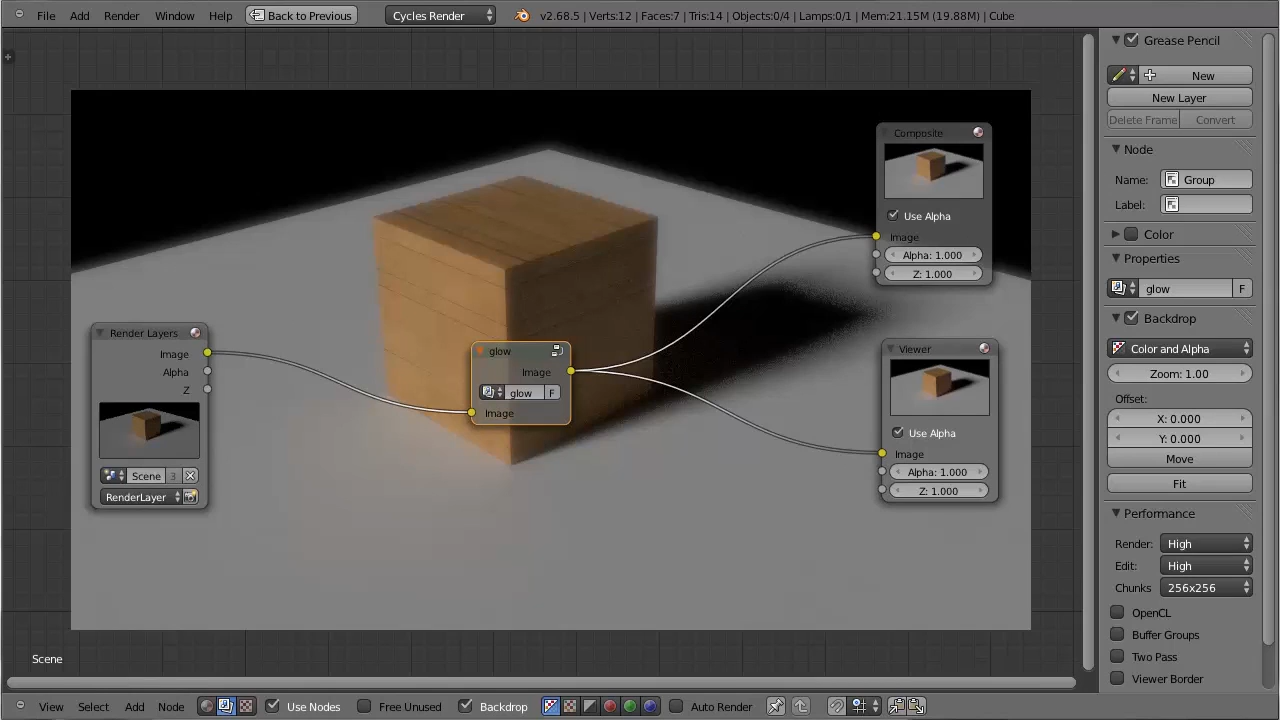 File Add Render Window Help Back to Previous Cycles Render v2.68.5 | Verts:12 | Faces:7 | Tris:14 | Objects:0/4 | Lamps:0/1 | Mem:21.15M (19.88M) | Cube
Grease Pencil
New
New Layer
Delete Frame Convert
Node
Name: Group
Label:
Color
Properties
glow F
Backdrop
Color and Alpha
Zoom: 1.00
Offset:
X: 0.000
Y: 0.000
Move
Fit
Performance
Render: High
Edit: High
Chunks 256x256
OpenCL
Buffer Groups
Two Pass
Viewer Border
Composite
Use Alpha
Image
Alpha: 1.000
Z: 1.000
Render Layers
Image
Alpha
Z
Scene 3
RenderLayer
glow
Image
glow F
Image
Viewer
Use Alpha
Image
Alpha: 1.000
Z: 1.000
Scene
View Select Add Node Use Nodes Free Unused Backdrop Auto Render